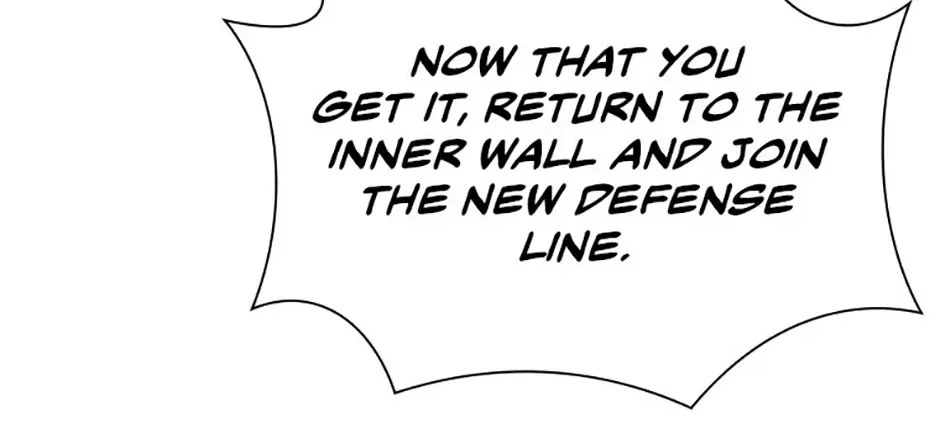 NOW THAT YOU
GET IT, RETURN TO THE
INNER WALL AND JOIN
THE NEW DEFENSE
LINE.